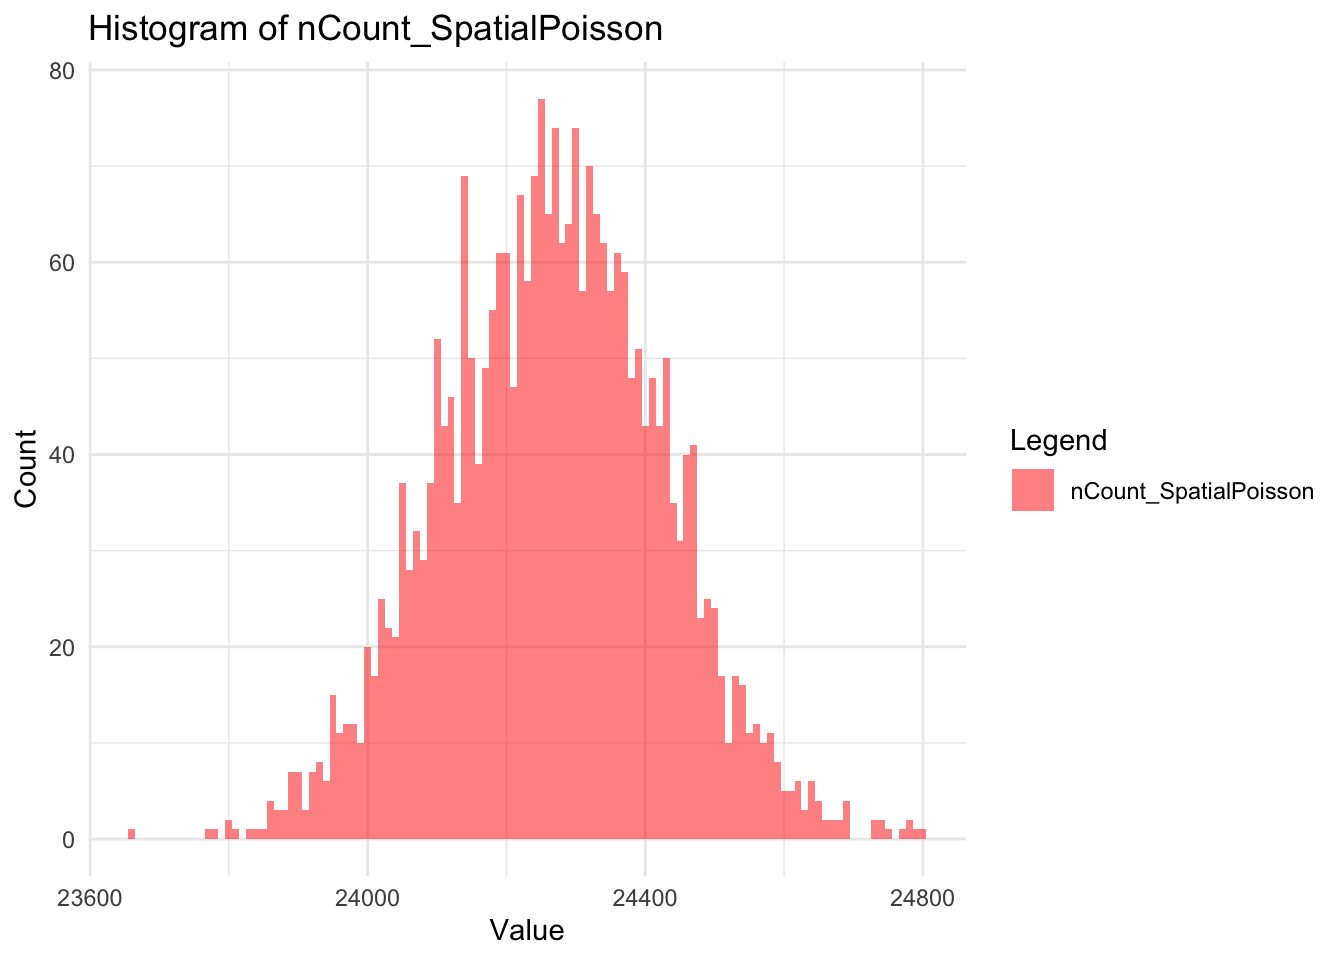 Histogram of nCount_SpatialPoisson
80
60
40
20
0
Count
23600 24000 24400 24800
Value
Legend
nCount_SpatialPoisson